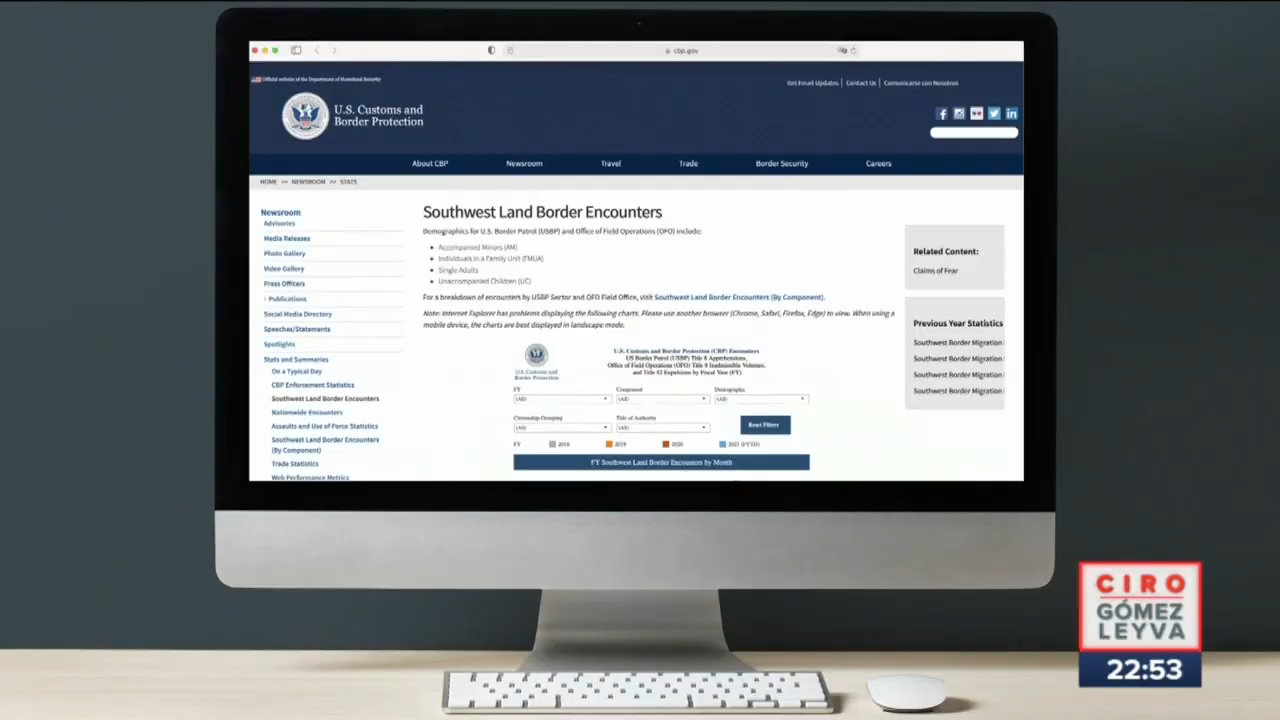 cbp.gov
Official website of the Department of Homeland Security
Get Email Updates | Contact Us | Comunicarse con Nosotros
U.S. Customs and
Border Protection
About CBP Newsroom Travel Trade Border Security Careers
HOME >> NEWSROOM >> STATS
Newsroom
Advisories
Media Releases
Photo Gallery
Video Gallery
Press Officers
Publications
Social Media Directory
Speeches/Statements
Spotlights
Stats and Summaries
On a Typical Day
CBP Enforcement Statistics
Southwest Land Border Encounters
Nationwide Encounters
Assaults and Use of Force Statistics
Southwest Land Border Encounters
(By Component)
Trade Statistics
Web Performance Metrics
Southwest Land Border Encounters
Demographics for U.S. Border Patrol (USBP) and Office of Field Operations (OFO) include:
Accompanied Minors (AM)
Individuals in a Family Unit (FMUA)
Single Adults
Unaccompanied Children (UC)
For a breakdown of encounters by USBP Sector and OFO Field Office, visit Southwest Land Border Encounters (By Component).
Note: Internet Explorer has problems displaying the following charts. Please use another browser (Chrome, Safari, Firefox, Edge) to view. When using a
mobile device, the charts are best displayed in landscape mode.
U.S. Customs and
Border Protection
U.S. Customs and Border Protection (CBP) Encounters
US Border Patrol (USBP) Title 8 Apprehensions,
Office of Field Operations (OFO) Title 8 Inadmissible Volumes,
and Title 42 Expulsions by Fiscal Year (FY)
FY Component Demographic
(All) (All) (All)
Citizenship Grouping Title of Authority
(All) (All)
Reset Filters
FY 2018 2019 2020 2021 (FYTD)
FY Southwest Land Border Encounters by Month
Related Content:
Claims of Fear
Previous Year Statistics
Southwest Border Migration
Southwest Border Migration
Southwest Border Migration
Southwest Border Migration
CIRO
GÓMEZ
LEYVA
22:53